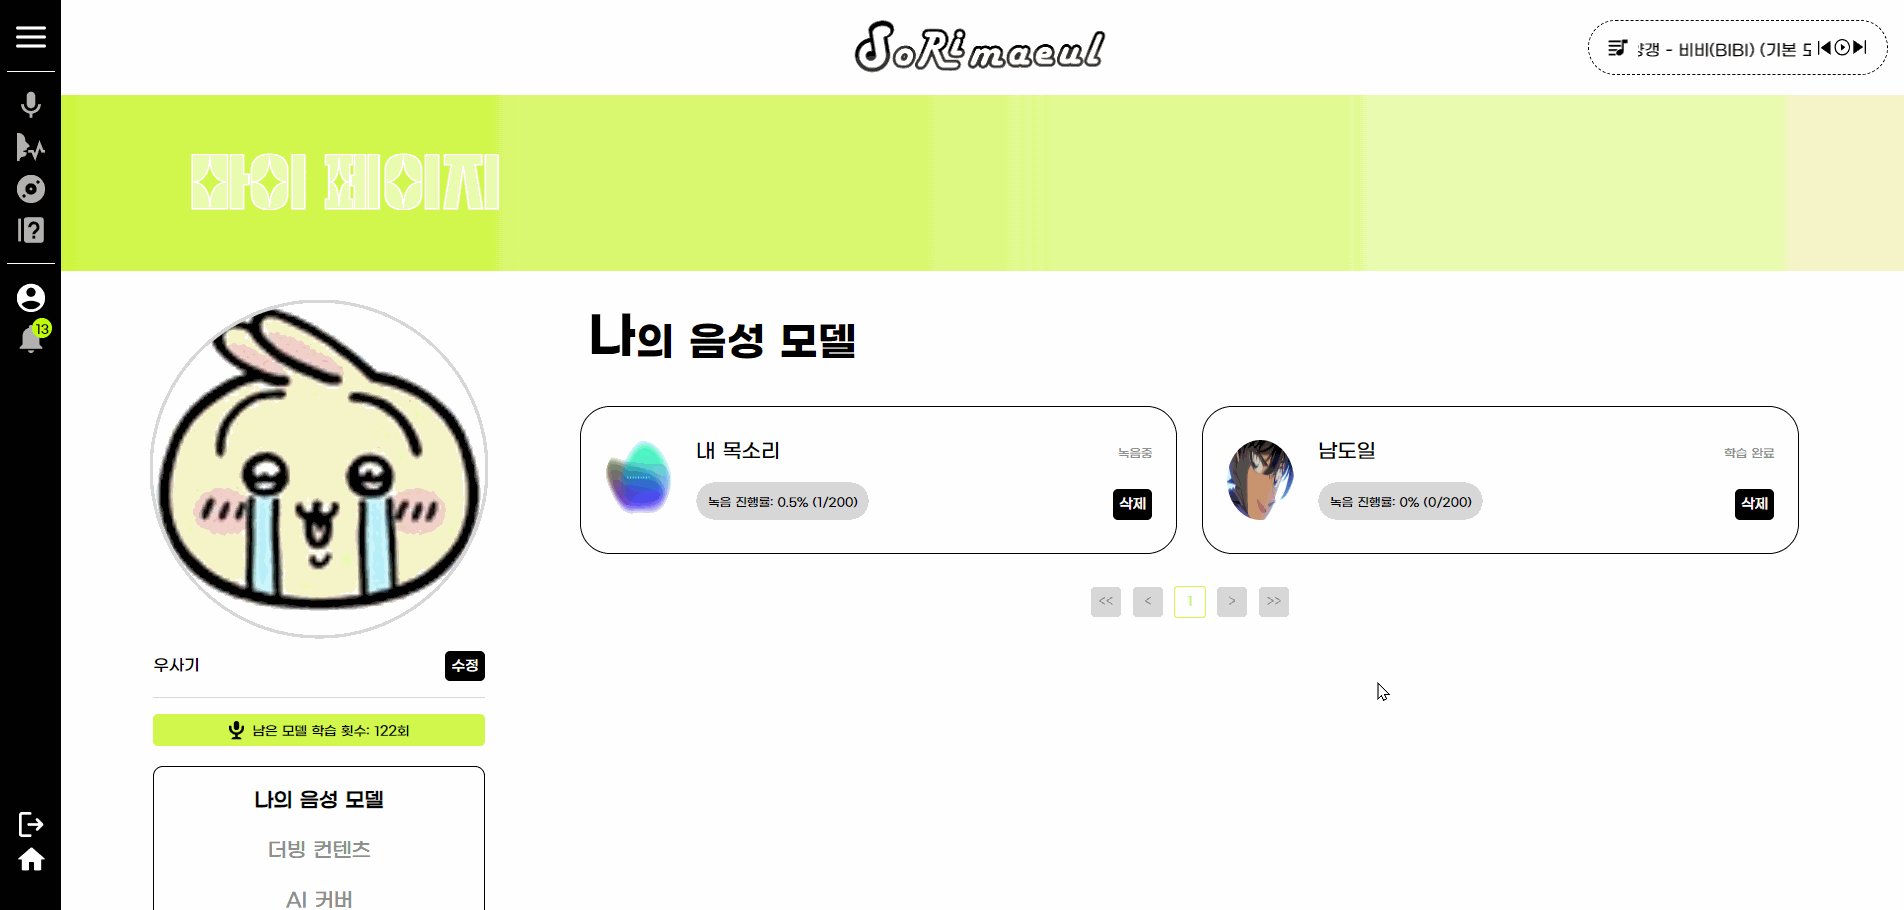 SoRimaeul
갱 - 비비(BIBI) (기본 모
마이 페이지
13
나의 음성 모델
내 목소리
녹음중
녹음 진행률: 0.5% (1/200)
삭제
남도일
학습 완료
녹음 진행률: 0% (0/200)
삭제
<< < 1 > >>
우사기
수정
남은 모델 학습 횟수: 122회
나의 음성 모델
더빙 컨텐츠
AI 커버